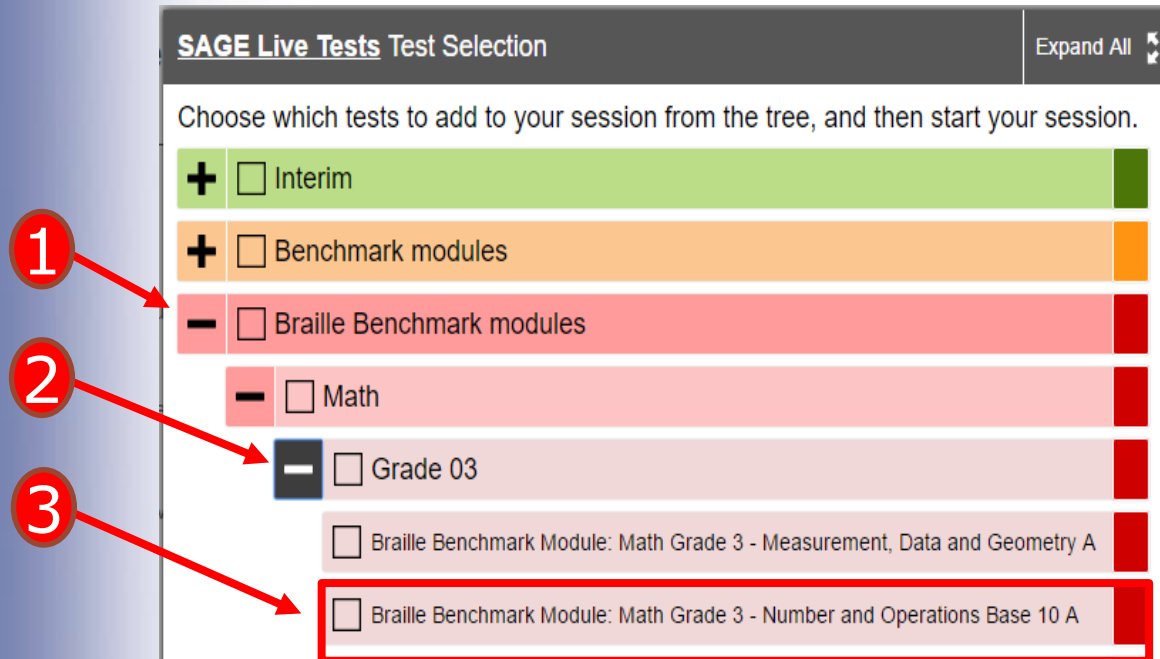 SAGE Live Tests Test Selection Expand All
Choose which tests to add to your session from the tree, and then start your session.
Interim
Benchmark modules
1
Braille Benchmark modules
2
Math
Grade 03
3
Braille Benchmark Module: Math Grade 3 - Measurement, Data and Geometry A
Braille Benchmark Module: Math Grade 3 - Number and Operations Base 10 A